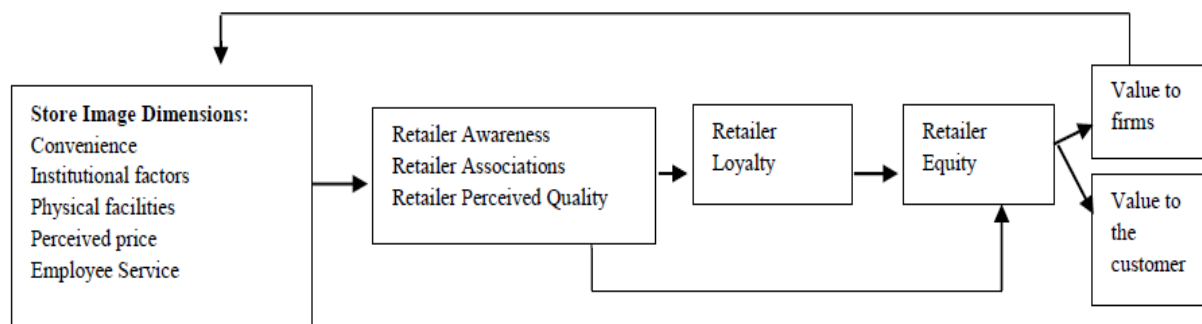 Store Image Dimensions:
Convenience
Institutional factors
Physical facilities
Perceived price
Employee Service
Retailer Awareness
Retailer Associations
Retailer Perceived Quality
Retailer
Loyalty
Retailer
Equity
Value to
firms
Value to
the
customer